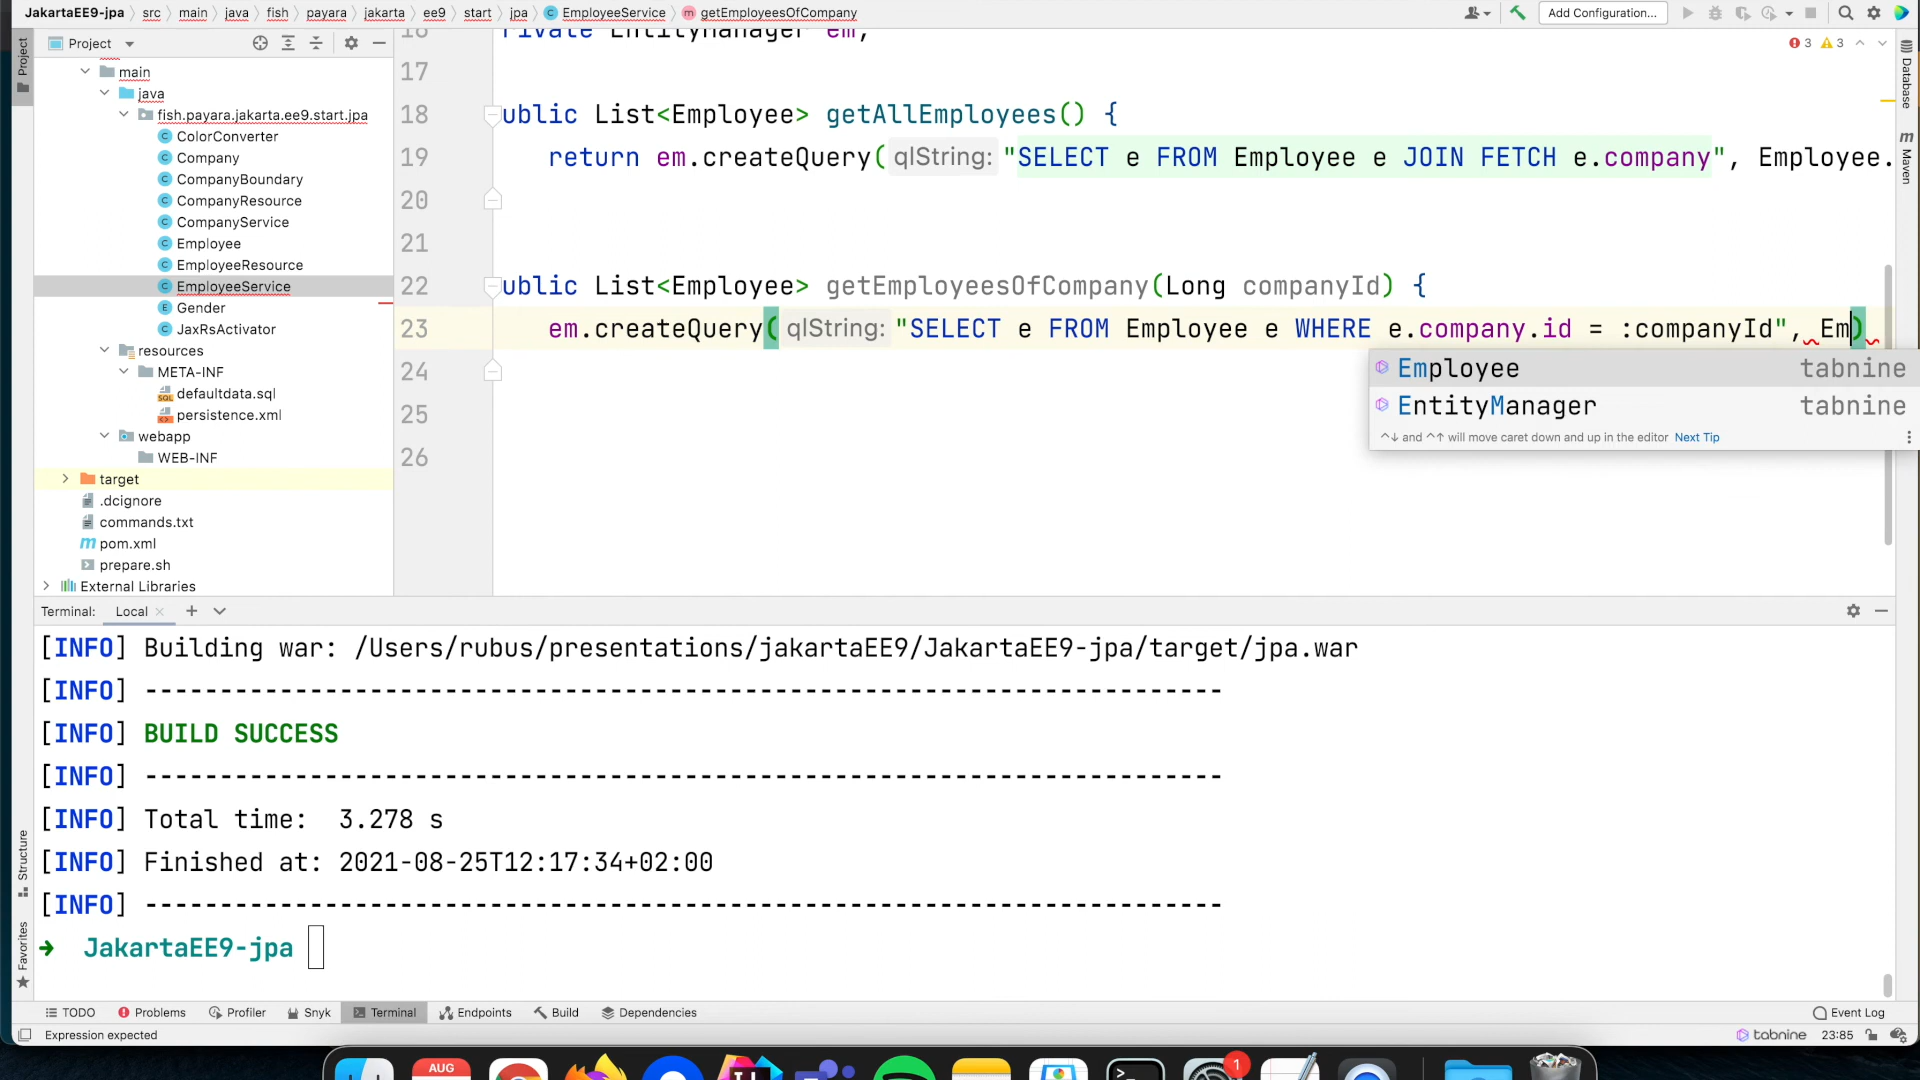 JakartaEE9-jpa src main java fish payara jakarta ee9 start jpa EmployeeService getEmployeesOfCompany Add Configuration...
Project
3 3
main
java
fish.payara.jakarta.ee9.start.jpa
ColorConverter
Company
CompanyBoundary
CompanyResource
CompanyService
Employee
EmployeeResource
EmployeeService
Gender
JaxRsActivator
resources
META-INF
defaultdata.sql
persistence.xml
webapp
WEB-INF
target
.dcignore
commands.txt
pom.xml
prepare.sh
External Libraries
Project
Structure
Favorites
16 private EntityManager em;
17
18 ublic List<Employee> getAllEmployees() {
19 return em.createQuery( qlString: "SELECT e FROM Employee e JOIN FETCH e.company", Employee.
20
21
22 ublic List<Employee> getEmployeesOfCompany(Long companyId) {
23 em.createQuery( qlString: "SELECT e FROM Employee e WHERE e.company.id = :companyId", Em)
24
25
26
Employee tabnine
EntityManager tabnine
^↓ and ^↑ will move caret down and up in the editor Next Tip
Database
Maven
Terminal: Local
[INFO] Building war: /Users/rubus/presentations/jakartaEE9/JakartaEE9-jpa/target/jpa.war
[INFO] ------------------------------------------------------------------------
[INFO] BUILD SUCCESS
[INFO] ------------------------------------------------------------------------
[INFO] Total time:  3.278 s
[INFO] Finished at: 2021-08-25T12:17:34+02:00
[INFO] ------------------------------------------------------------------------
➜ JakartaEE9-jpa
TODO Problems Profiler Snyk Terminal Endpoints Build Dependencies Event Log
Expression expected tabnine 23:85
AUG 1